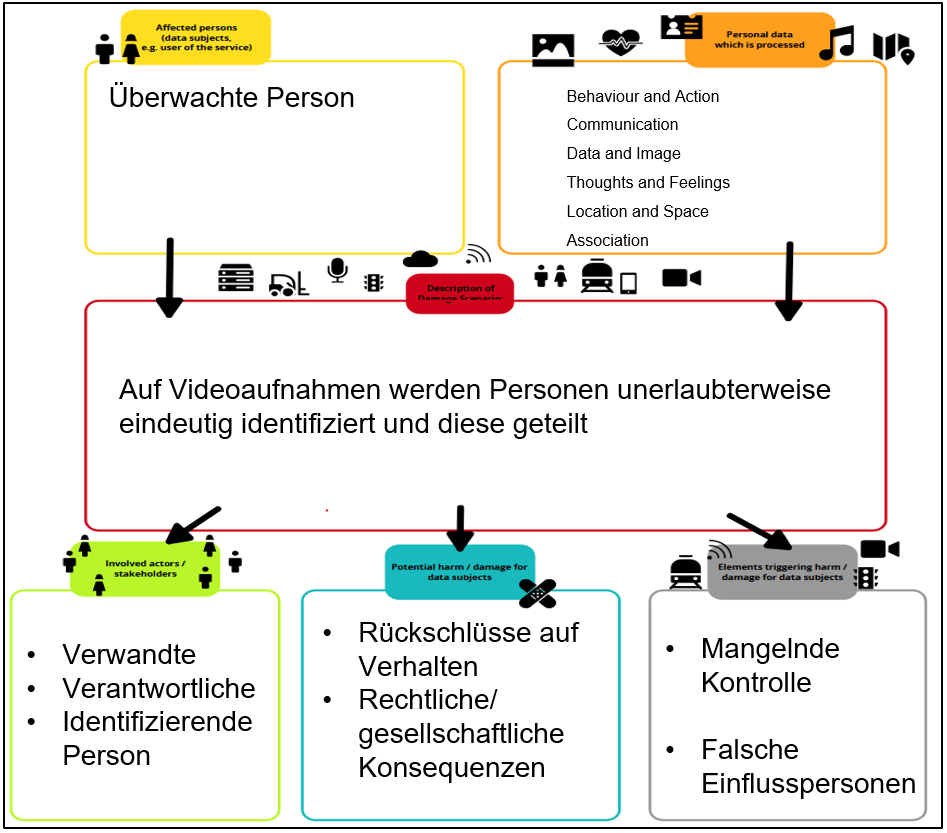 Affected persons
(data subjects,
e.g. user of the service)
Personal data
which is processed
Überwachte Person
Behaviour and Action
Communication
Data and Image
Thoughts and Feelings
Location and Space
Association
Description of
Damage Scenario
Auf Videoaufnahmen werden Personen unerlaubterweise
eindeutig identifiziert und diese geteilt
Involved actors /
stakeholders
• Verwandte
• Verantwortliche
• Identifizierende
Person
Potential harm / damage for
data subjects
• Rückschlüsse auf
Verhalten
• Rechtliche/
gesellschaftliche
Konsequenzen
Elements triggering harm /
damage for data subjects
• Mangelnde
Kontrolle
• Falsche
Einflusspersonen